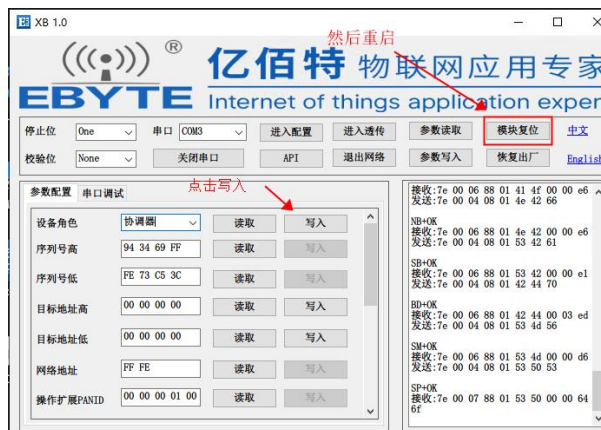 XB 1.0
然后重启
EBYTE
®
亿佰特 物联网应用专家
Internet of things application exper
停止位 One 串口 COM3 进入配置 进入透传 参数读取 模块复位 中文
校验位 None 关闭串口 API 退出网络 参数写入 恢复出厂 English
点击写入
参数配置 串口调试
设备角色 协调器 读取 写入
序列号高 94 34 69 FF 读取 写入
序列号低 FE 73 C5 3C 读取 写入
目标地址高 00 00 00 00 读取 写入
目标地址低 00 00 00 00 读取 写入
网络地址 FF FE 读取 写入
操作扩展PANID 00 00 00 01 00 读取 写入
接收:7e 00 06 88 01 41 4f 00 00 e6
发送:7e 00 04 08 01 4e 42 66
NB+OK
接收:7e 00 06 88 01 4e 42 00 00 e6
发送:7e 00 04 08 01 53 42 61
SB+OK
接收:7e 00 06 88 01 53 42 00 00 e1
发送:7e 00 04 08 01 42 44 70
BD+OK
接收:7e 00 06 88 01 42 44 00 03 ed
发送:7e 00 04 08 01 53 4d 56
SM+OK
接收:7e 00 06 88 01 53 4d 00 00 d6
发送:7e 00 04 08 01 53 50 53
SP+OK
接收:7e 00 07 88 01 53 50 00 00 64
6f